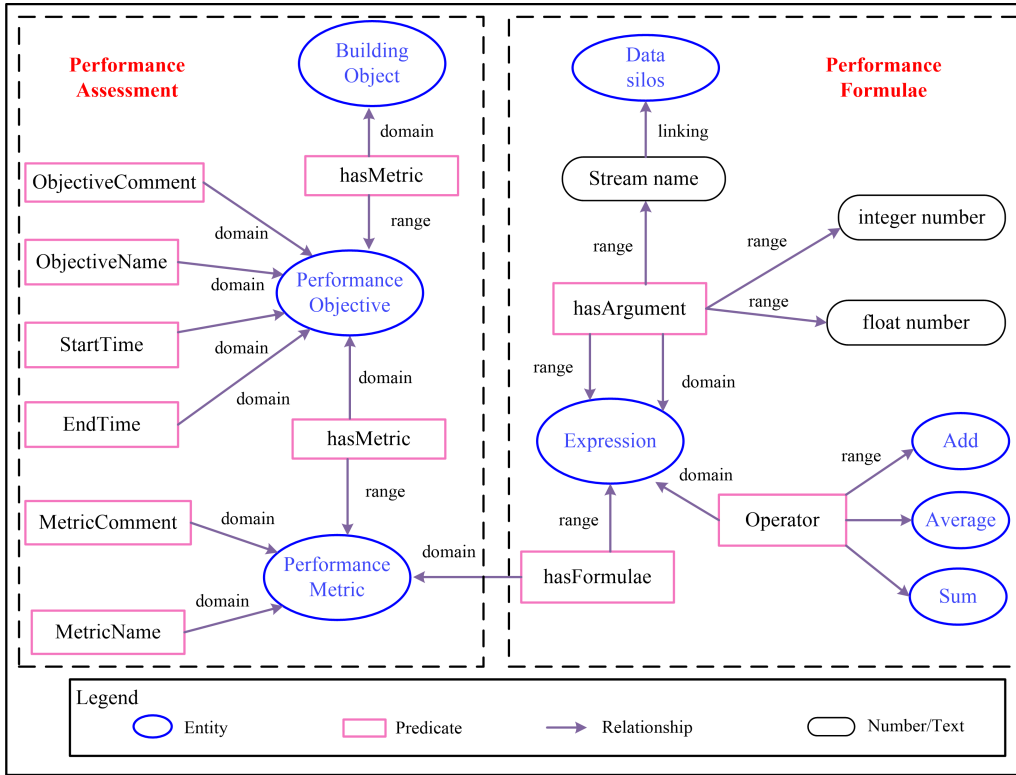 Performance
Assessment
Building
Object
domain
hasMetric
range
ObjectiveComment
domain
ObjectiveName
domain
Performance
Objective
StartTime
domain
EndTime
domain
domain
hasMetric
range
MetricComment
domain
Performance
Metric
domain
MetricName
Performance
Formulae
Data
silos
linking
Stream name
range
integer number
range
hasArgument
range
float number
range
domain
Expression
Add
range
domain
Operator
Average
Sum
range
domain
hasFormulae
Legend
Entity
Predicate
Relationship
Number/Text